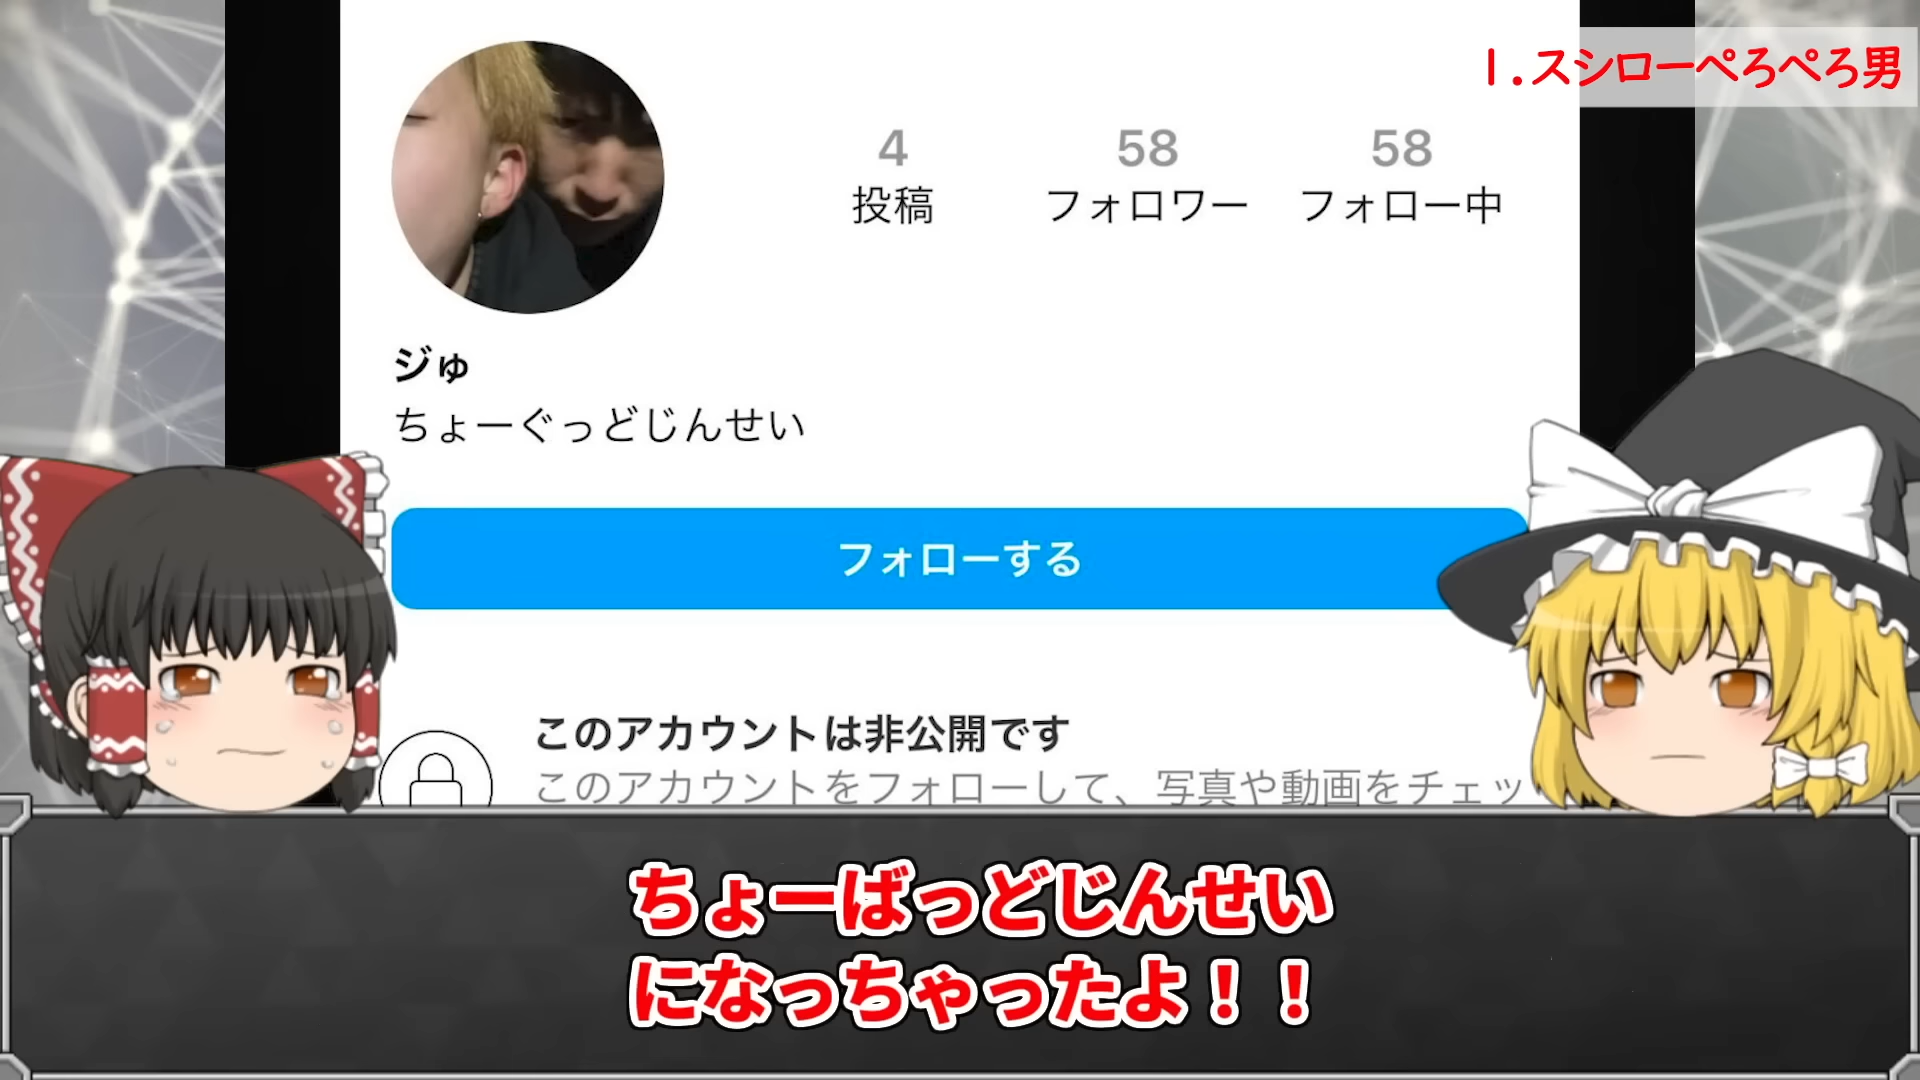 1.スシローぺろぺろ男
4
投稿
58
フォロワー
58
フォロー中
ジゅ
ちょーぐっどじんせい
フォローする
このアカウントは非公開です
このアカウントをフォローして、写真や動画をチェッ
ちょーばっどじんせい
になっちゃったよ！！